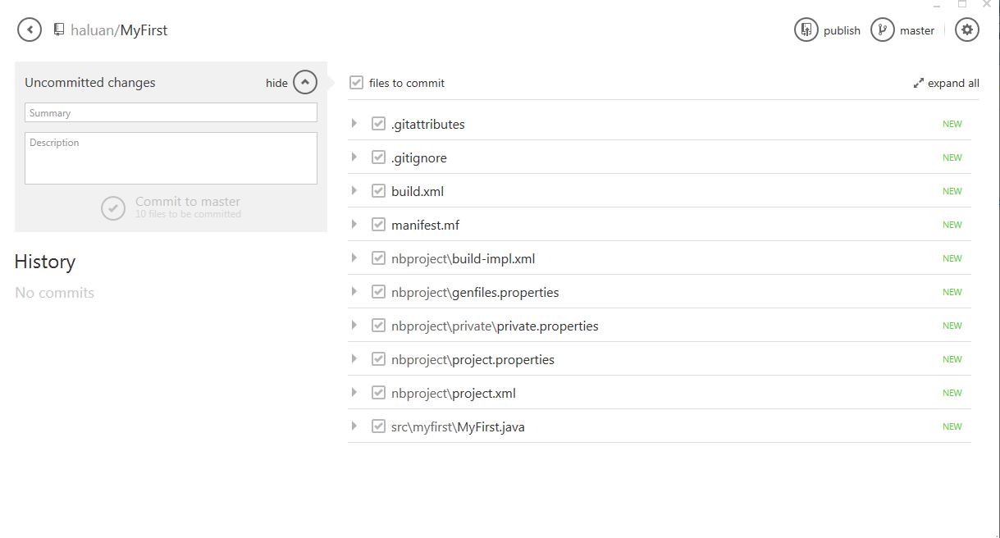 haluan/MyFirst
publish
master
Uncommitted changes
hide
Summary
Description
Commit to master
10 files to be committed
History
No commits
files to commit
expand all
.gitattributes NEW
.gitignore NEW
build.xml NEW
manifest.mf NEW
nbproject\build-impl.xml NEW
nbproject\genfiles.properties NEW
nbproject\private\private.properties NEW
nbproject\project.properties NEW
nbproject\project.xml NEW
src\myfirst\MyFirst.java NEW